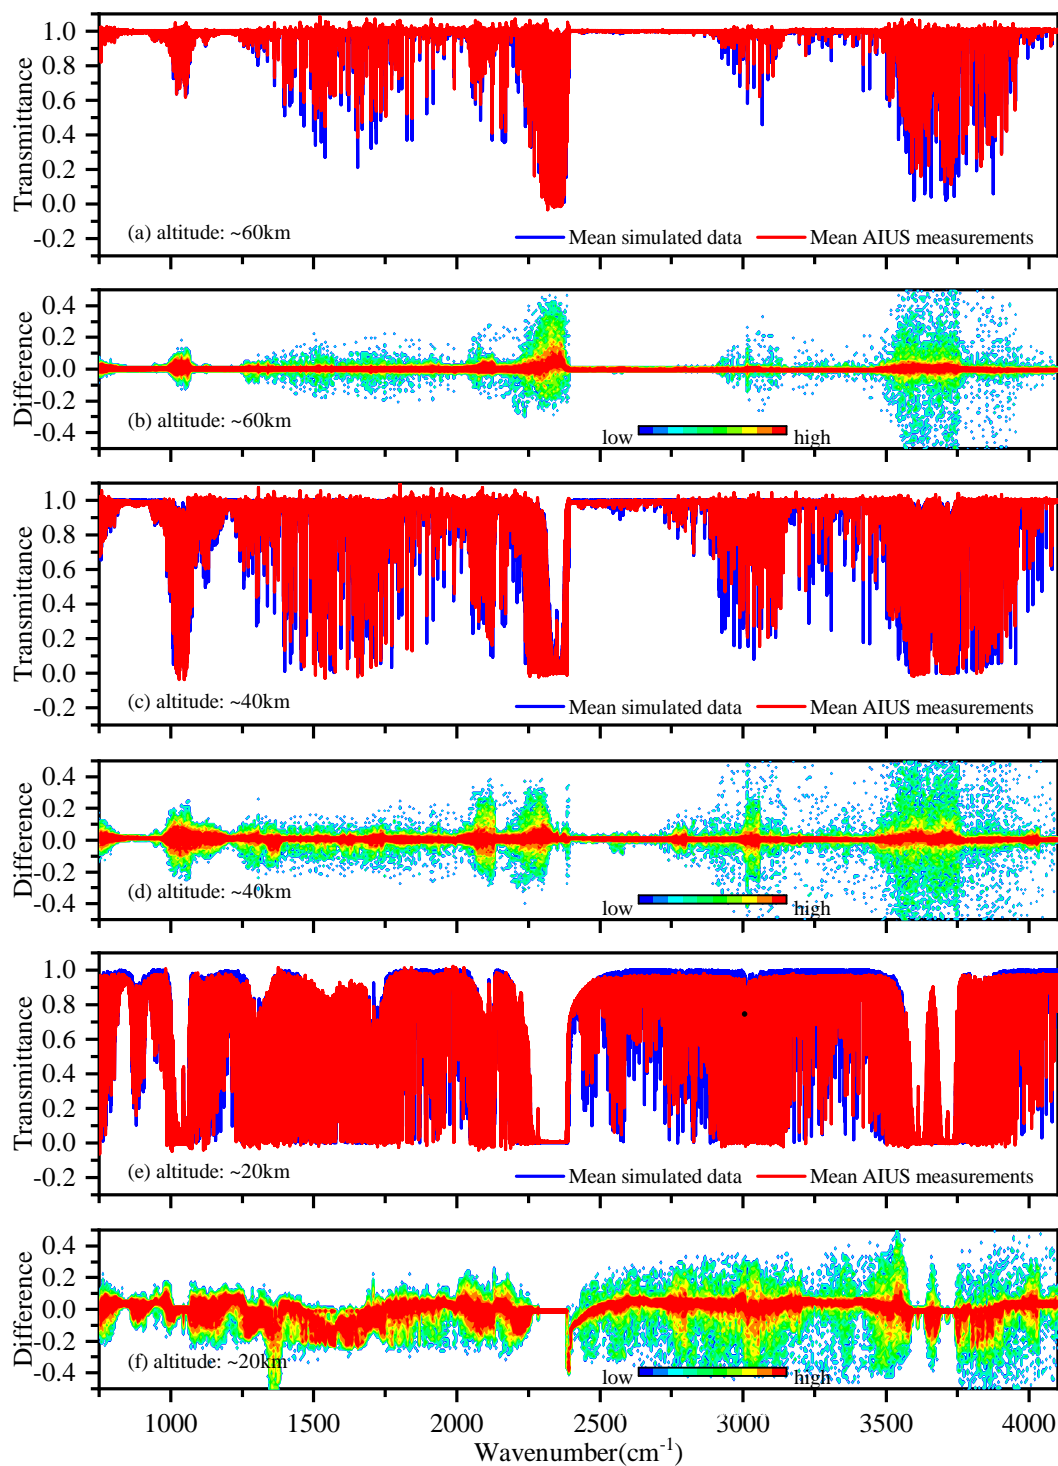 Transmittance
1.0
0.8
0.6
0.4
0.2
0.0
-0.2
(a) altitude: ~60km
Mean simulated data
Mean AIUS measurements
Difference
0.4
0.2
0.0
-0.2
-0.4
(b) altitude: ~60km
low
high
Transmittance
1.0
0.8
0.6
0.4
0.2
0.0
-0.2
(c) altitude: ~40km
Mean simulated data
Mean AIUS measurements
Difference
0.4
0.2
0.0
-0.2
-0.4
(d) altitude: ~40km
low
high
Transmittance
1.0
0.8
0.6
0.4
0.2
0.0
-0.2
(e) altitude: ~20km
Mean simulated data
Mean AIUS measurements
Difference
0.4
0.2
0.0
-0.2
-0.4
(f) altitude: ~20km
low
high
1000 1500 2000 2500 3000 3500 4000
Wavenumber(cm⁻¹)